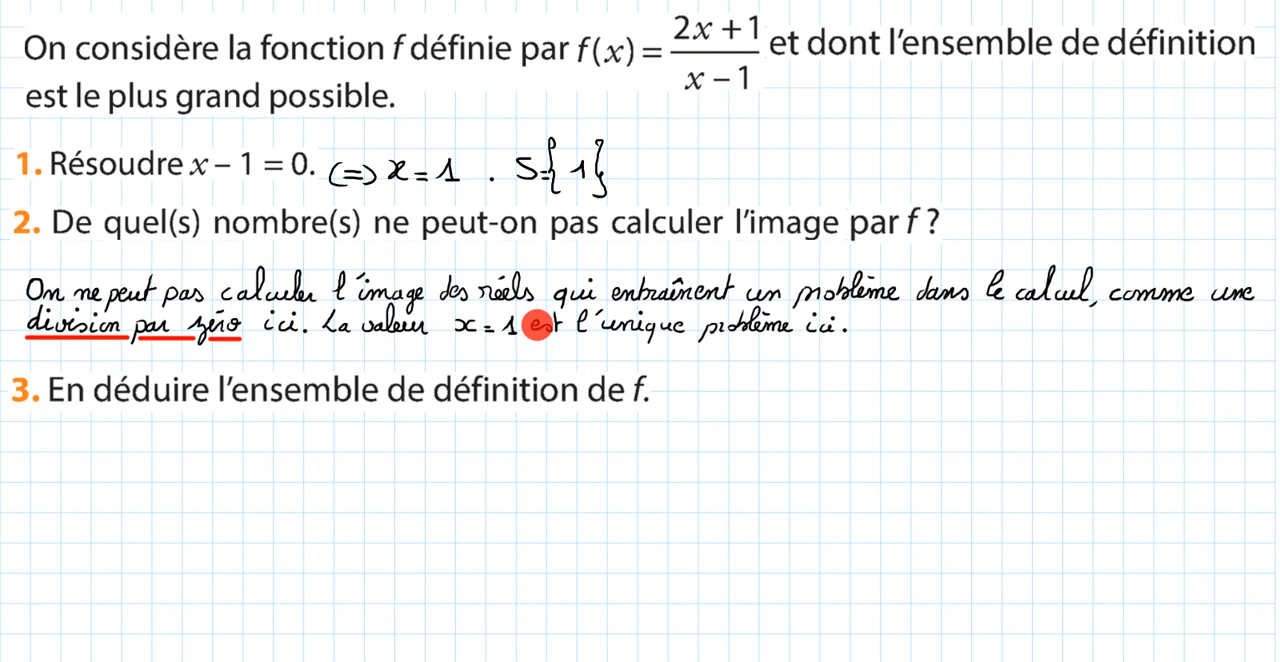 On considère la fonction f définie par f(x) = (2x + 1)/(x − 1) et dont l'ensemble de définition
est le plus grand possible.
1. Résoudre x − 1 = 0. (=) x = 1 . S={1}
2. De quel(s) nombre(s) ne peut-on pas calculer l'image par f ?
On ne peut pas calculer l'image des réels qui entraînent un problème dans le calcul, comme une
division par zéro ici. La valeur x = 1 est l'unique problème ici.
3. En déduire l'ensemble de définition de f.